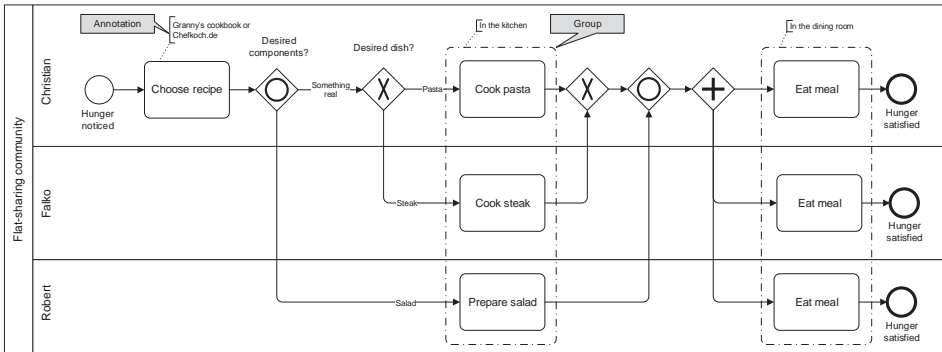 Flat-sharing community
Christian
Annotation
Granny's cookbook or
Chefkoch.de
Hunger
noticed
Choose recipe
Desired
components?
Something
real
Desired dish?
Pasta
In the kitchen
Cook pasta
Group
In the dining room
Eat meal
Hunger
satisfied
Falko
Steak
Cook steak
Eat meal
Hunger
satisfied
Robert
Salad
Prepare salad
Eat meal
Hunger
satisfied